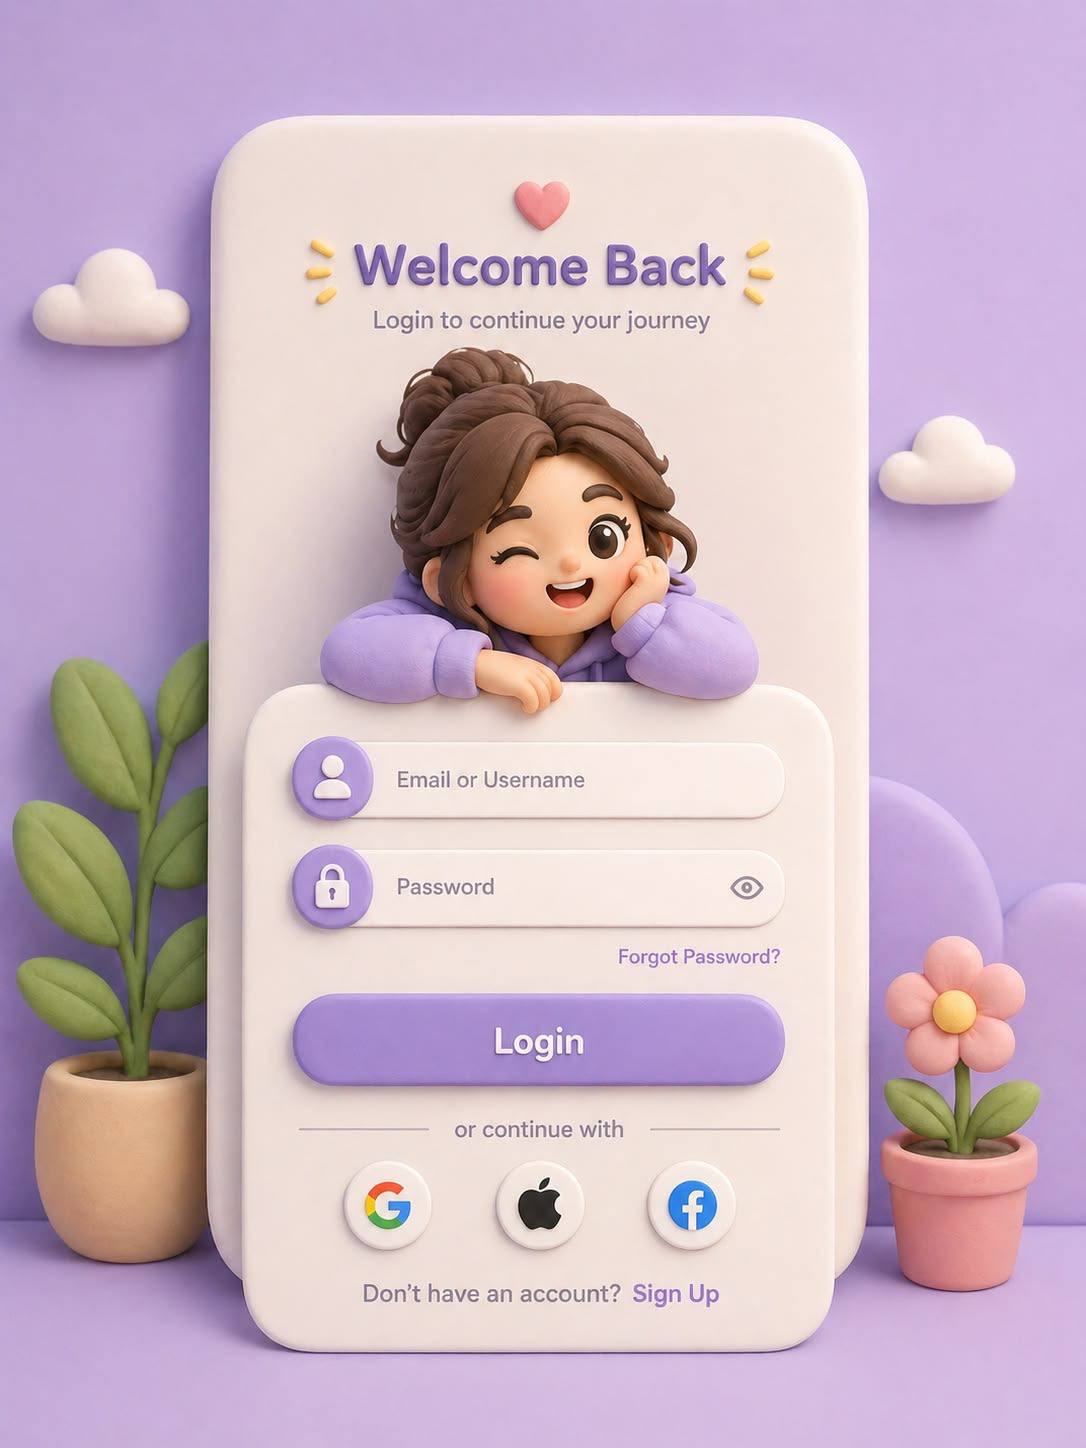 Welcome Back
Login to continue your journey
Email or Username
Password
Forgot Password?
Login
or continue with
Don't have an account? Sign Up